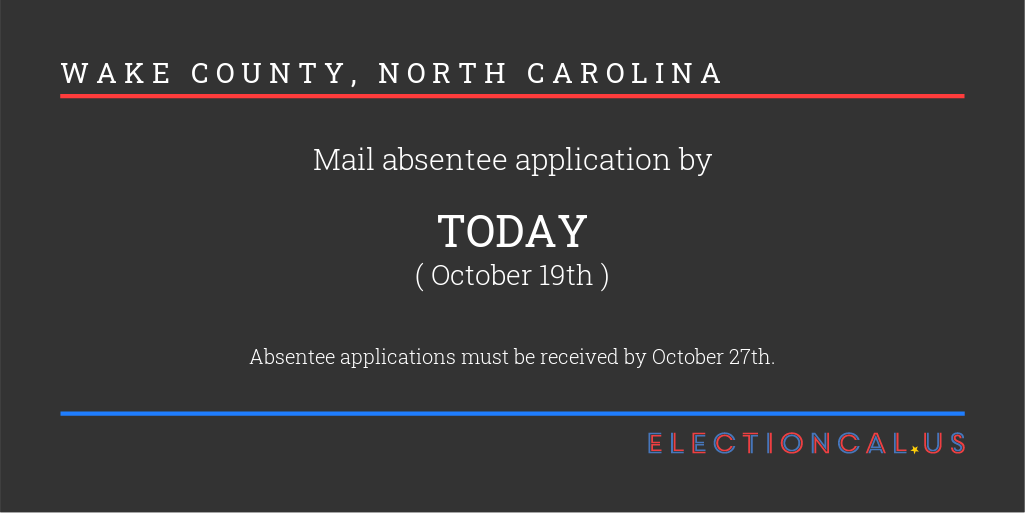 WAKE COUNTY, NORTH CAROLINA
Mail absentee application by
TODAY
( October 19th )
Absentee applications must be received by October 27th.
ELECTIONCAL.US